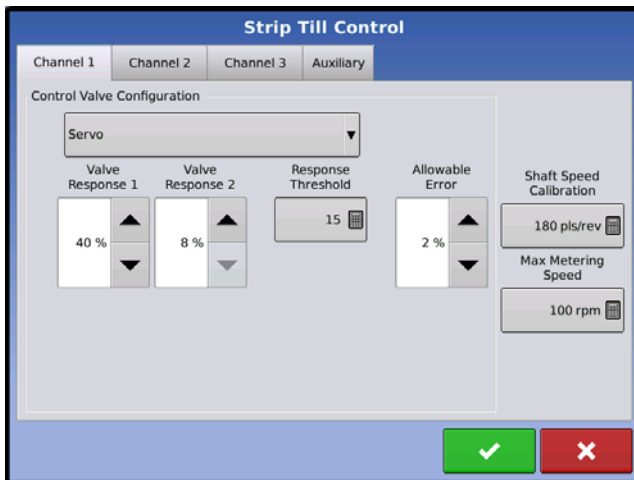 Strip Till Control
Channel 1
Channel 2
Channel 3
Auxiliary
Control Valve Configuration
Servo
Valve
Response 1
Valve
Response 2
Response
Threshold
Allowable
Error
40 %
8 %
15
2 %
Shaft Speed
Calibration
180 pls/rev
Max Metering
Speed
100 rpm